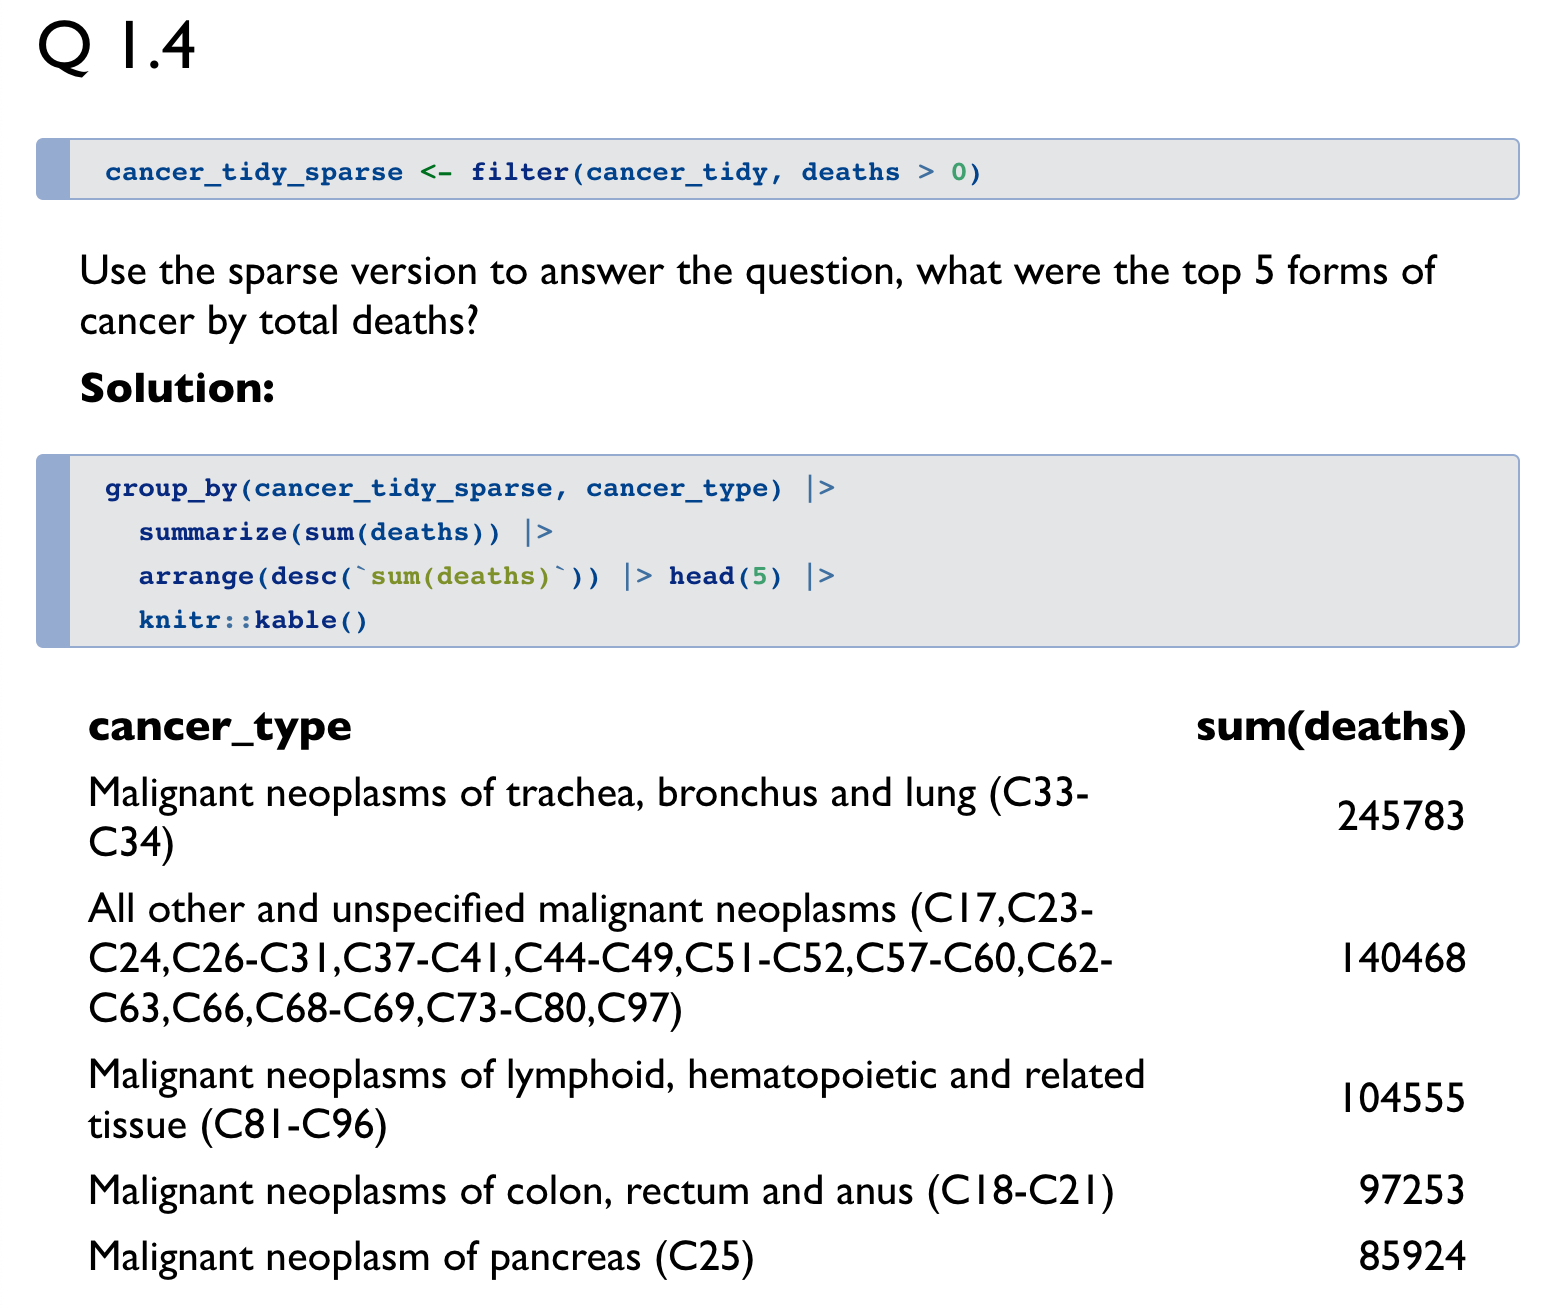 Q 1.4
cancer_tidy_sparse <- filter(cancer_tidy, deaths > 0)
Use the sparse version to answer the question, what were the top 5 forms of
cancer by total deaths?
Solution:
group_by(cancer_tidy_sparse, cancer_type) |>
  summarize(sum(deaths)) |>
  arrange(desc(`sum(deaths)`)) |> head(5) |>
  knitr::kable()
cancer_type sum(deaths)
Malignant neoplasms of trachea, bronchus and lung (C33-
C34) 245783
All other and unspecified malignant neoplasms (C17,C23-
C24,C26-C31,C37-C41,C44-C49,C51-C52,C57-C60,C62- 140468
C63,C66,C68-C69,C73-C80,C97)
Malignant neoplasms of lymphoid, hematopoietic and related
tissue (C81-C96) 104555
Malignant neoplasms of colon, rectum and anus (C18-C21) 97253
Malignant neoplasm of pancreas (C25) 85924